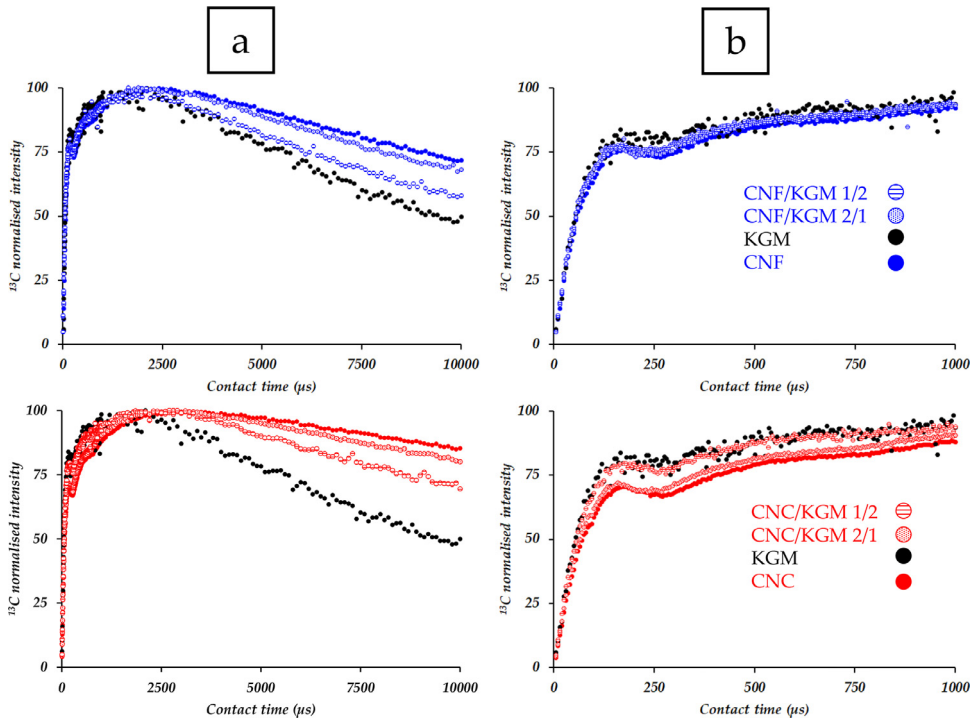 a
b
100
75
50
25
0
¹³C normalised intensity
0
2500
5000
7500
10000
Contact time (µs)
100
75
50
25
0
¹³C normalised intensity
CNF/KGM 1/2
CNF/KGM 2/1
KGM
CNF
0
250
500
750
1000
Contact time (µs)
100
75
50
25
0
¹³C normalised intensity
0
2500
5000
7500
10000
Contact time (µs)
100
75
50
25
0
¹³C normalised intensity
CNC/KGM 1/2
CNC/KGM 2/1
KGM
CNC
0
250
500
750
1000
Contact time (µs)